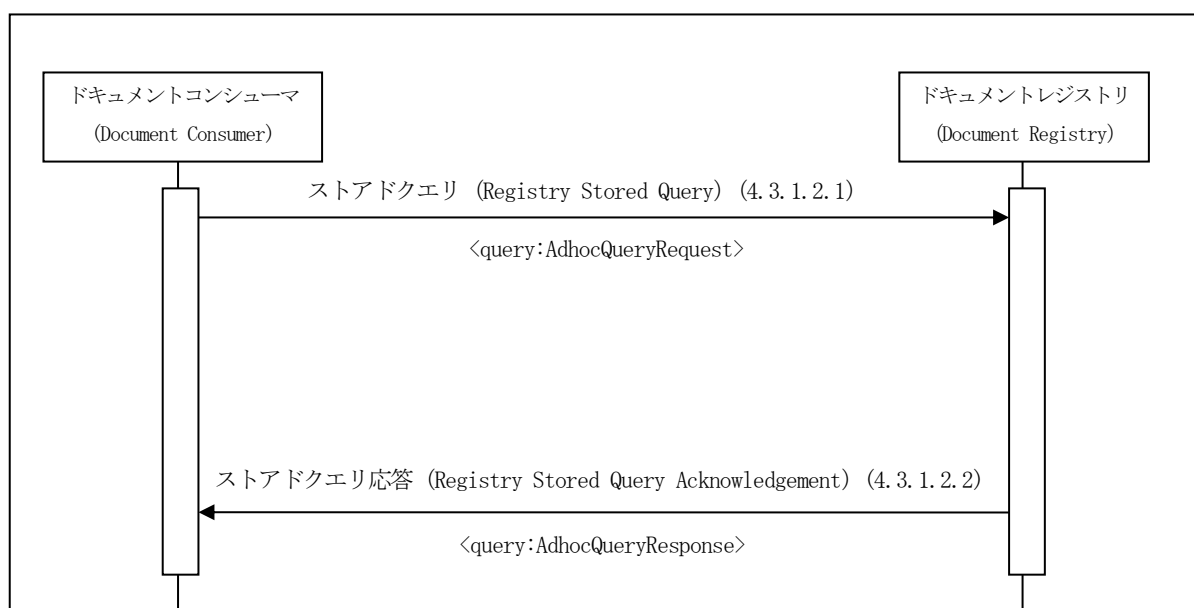 ドキュメントコンシューマ
(Document Consumer)
ドキュメントレジストリ
(Document Registry)
ストアドクエリ (Registry Stored Query) (4.3.1.2.1)
<query:AdhocQueryRequest>
ストアドクエリ応答 (Registry Stored Query Acknowledgement) (4.3.1.2.2)
<query:AdhocQueryResponse>